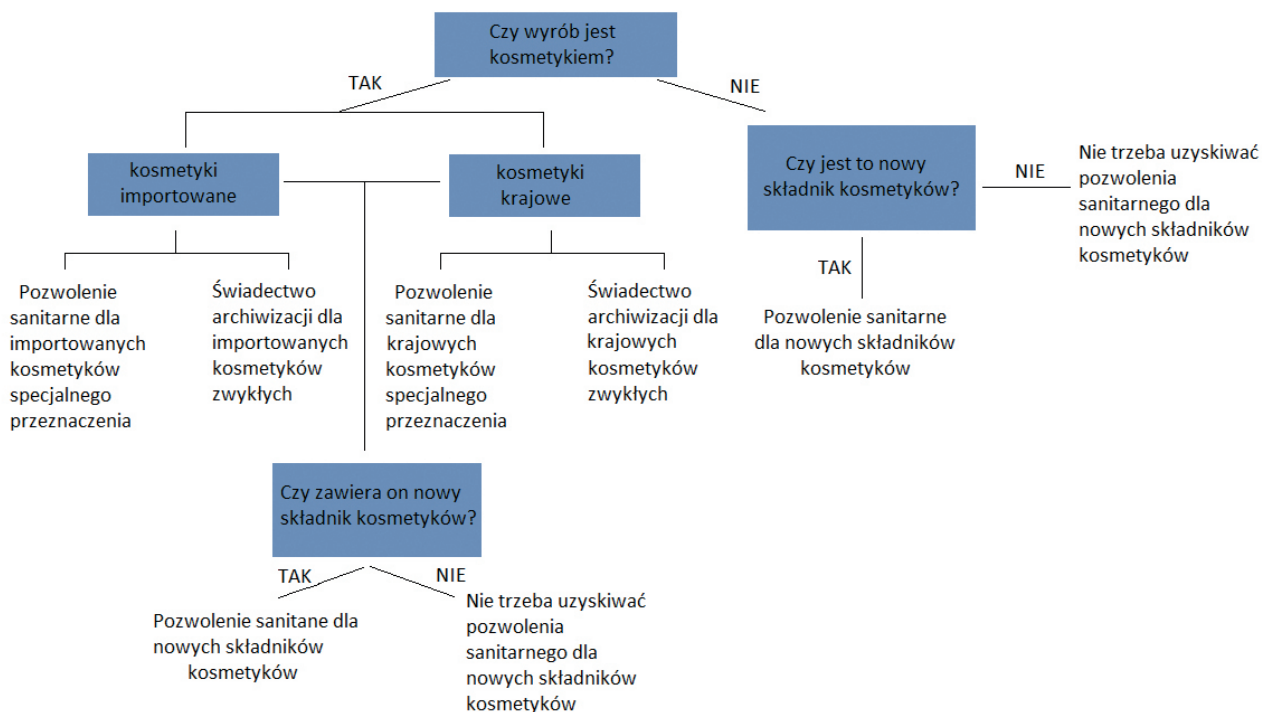 Czy wyrób jest
kosmetykiem?
TAK
NIE
kosmetyki
importowane
kosmetyki
krajowe
Czy jest to nowy
składnik kosmetyków?
NIE
Nie trzeba uzyskiwać
pozwolenia
sanitarnego dla
nowych składników
kosmetyków
TAK
Pozwolenie sanitarne
dla nowych składników
kosmetyków
Pozwolenie
sanitarne dla
importowanych
kosmetyków
specjalnego
przeznaczenia
Świadectwo
archiwizacji dla
importowanych
kosmetyków
zwykłych
Pozwolenie
sanitarne dla
krajowych
kosmetyków
specjalnego
przeznaczenia
Świadectwo
archiwizacji dla
krajowych
kosmetyków
zwykłych
Czy zawiera on nowy
składnik kosmetyków?
TAK
NIE
Pozwolenie sanitane dla
nowych składników
kosmetyków
Nie trzeba uzyskiwać
pozwolenia
sanitarnego dla
nowych składników
kosmetyków